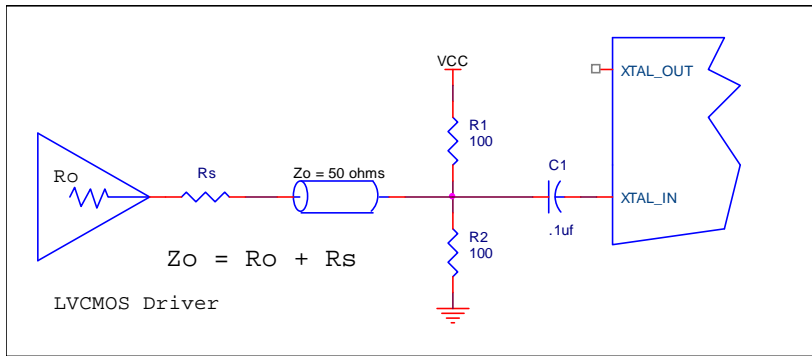 VCC
XTAL_OUT
R1
100
C1
Ro
Rs
Zo = 50 ohms
XTAL_IN
.1uf
R2
100
Zo = Ro + Rs
LVCMOS Driver